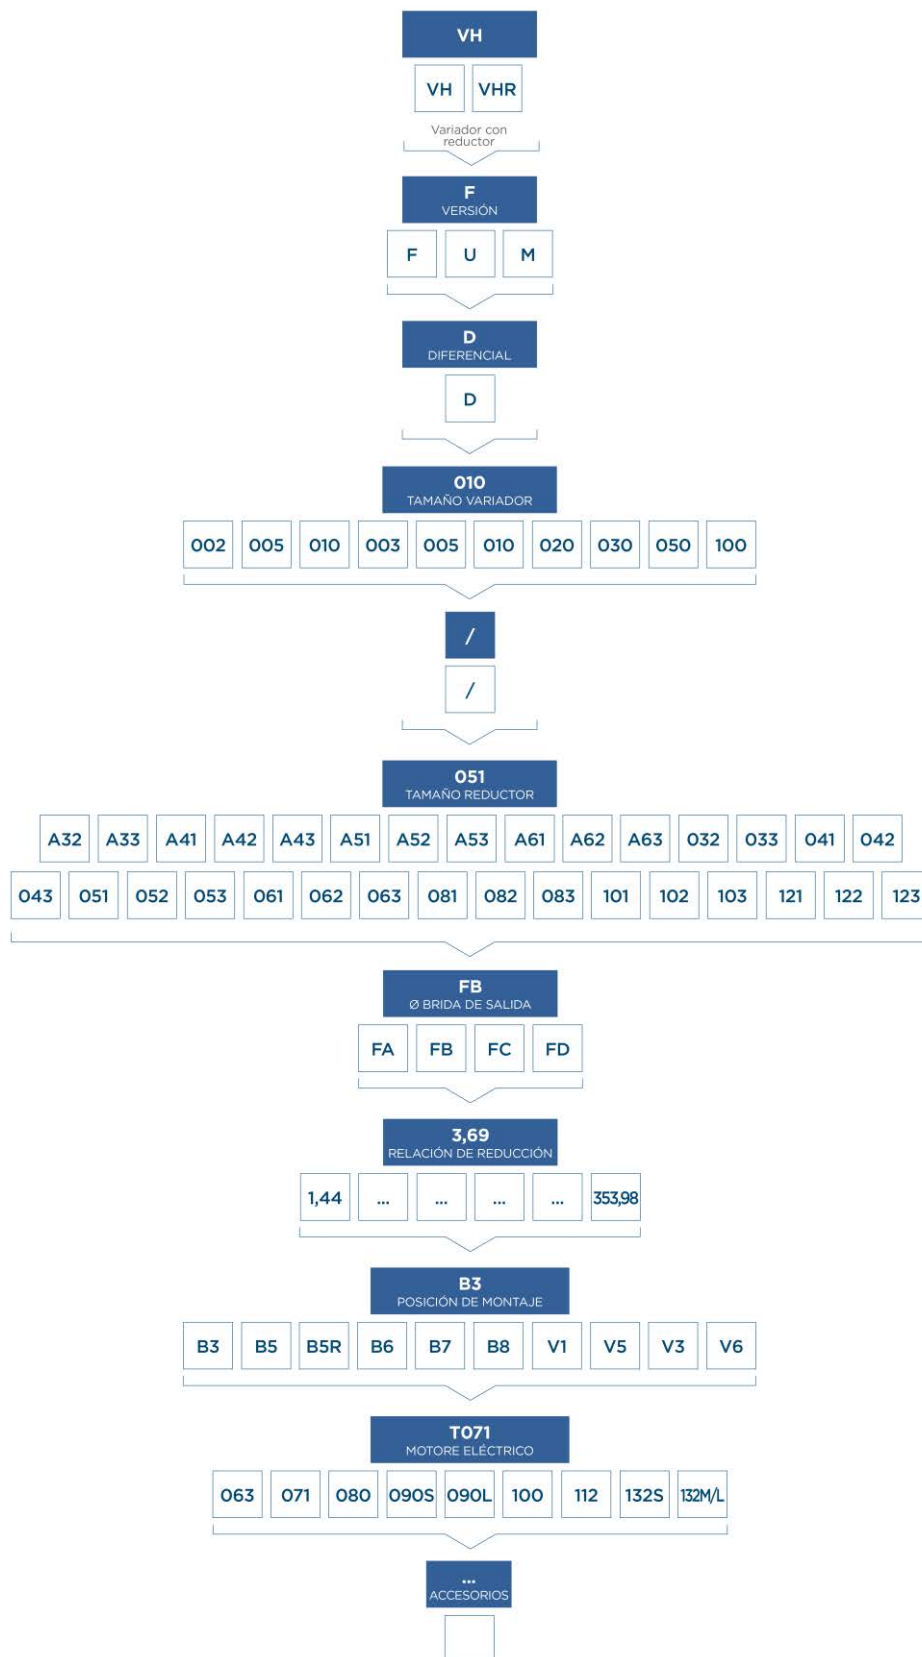 VH
VH VHR
Variador con
reductor
F
VERSIÓN
F U M
D
DIFERENCIAL
D
010
TAMAÑO VARIADOR
002 005 010 003 005 010 020 030 050 100
/
/
051
TAMAÑO REDUCTOR
A32 A33 A41 A42 A43 A51 A52 A53 A61 A62 A63 032 033 041 042
043 051 052 053 061 062 063 081 082 083 101 102 103 121 122 123
FB
Ø BRIDA DE SALIDA
FA FB FC FD
3,69
RELACIÓN DE REDUCCIÓN
1,44 ... ... ... ... 353,98
B3
POSICIÓN DE MONTAJE
B3 B5 B5R B6 B7 B8 V1 V5 V3 V6
T071
MOTORE ELÉCTRICO
063 071 080 090S 090L 100 112 132S 132M/L
...
ACCESORIOS